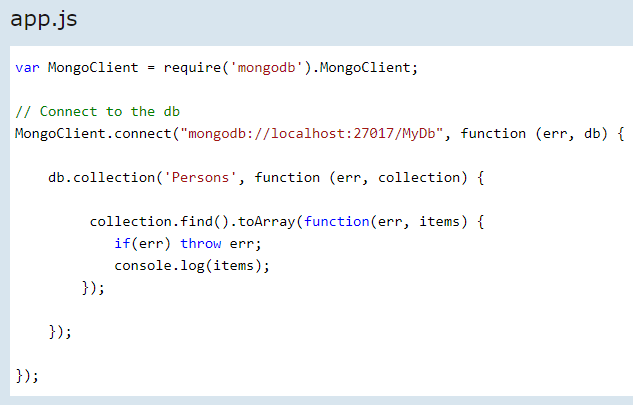 app.js
var MongoClient = require('mongodb').MongoClient;
// Connect to the db
MongoClient.connect("mongodb://localhost:27017/MyDb", function (err, db) {
db.collection('Persons', function (err, collection) {
collection.find().toArray(function(err, items) {
if(err) throw err;
console.log(items);
});
});
});